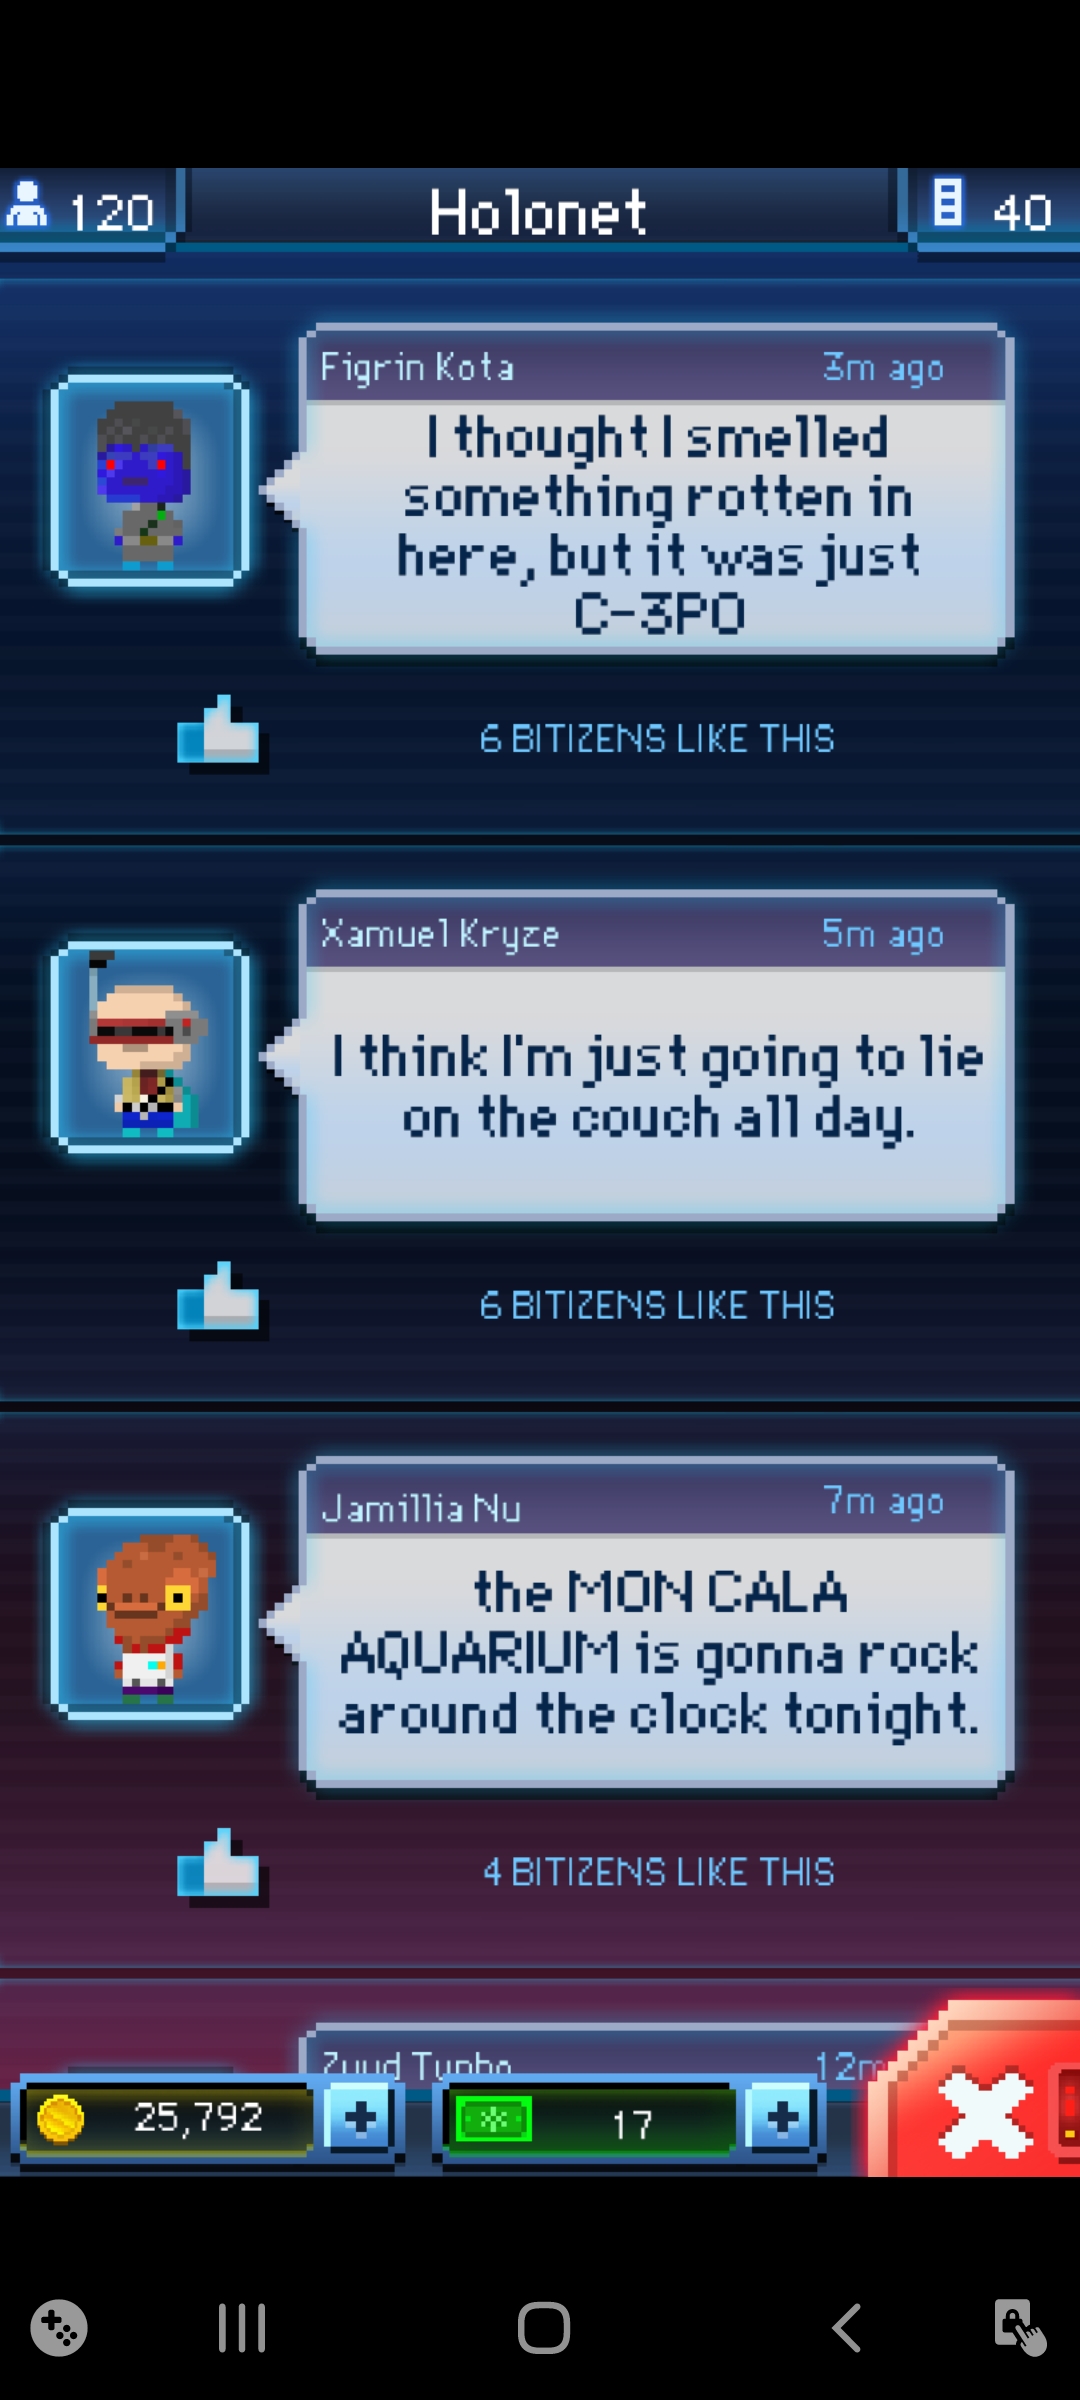 120
Holonet
40
Figrin Kota
3m ago
I thought I smelled
something rotten in
here, but it was just
C-3PO
6 BITIZENS LIKE THIS
Xamuel Kryze
5m ago
I think I'm just going to lie
on the couch all day.
6 BITIZENS LIKE THIS
Jamillia Nu
7m ago
the MON CALA
AQUARIUM is gonna rock
around the clock tonight.
4 BITIZENS LIKE THIS
12m
25,792
17